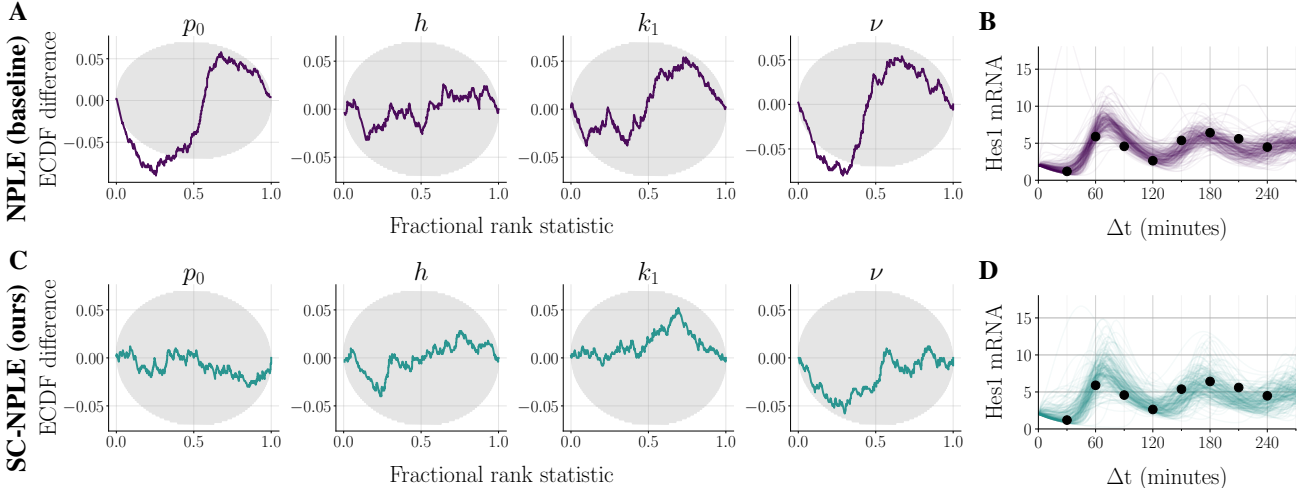 A
NPLE (baseline)
ECDF difference
p₀
h
k₁
ν
0.05
0.00
−0.05
0.0 0.5 1.0
0.05
0.00
−0.05
0.0 0.5 1.0
0.05
0.00
−0.05
0.0 0.5 1.0
0.05
0.00
−0.05
0.0 0.5 1.0
Fractional rank statistic
B
Hes1 mRNA
15
10
5
0
0 60 120 180 240
Δt (minutes)
C
SC-NPLE (ours)
ECDF difference
p₀
h
k₁
ν
0.05
0.00
−0.05
0.0 0.5 1.0
0.05
0.00
−0.05
0.0 0.5 1.0
0.05
0.00
−0.05
0.0 0.5 1.0
0.05
0.00
−0.05
0.0 0.5 1.0
Fractional rank statistic
D
Hes1 mRNA
15
10
5
0
0 60 120 180 240
Δt (minutes)